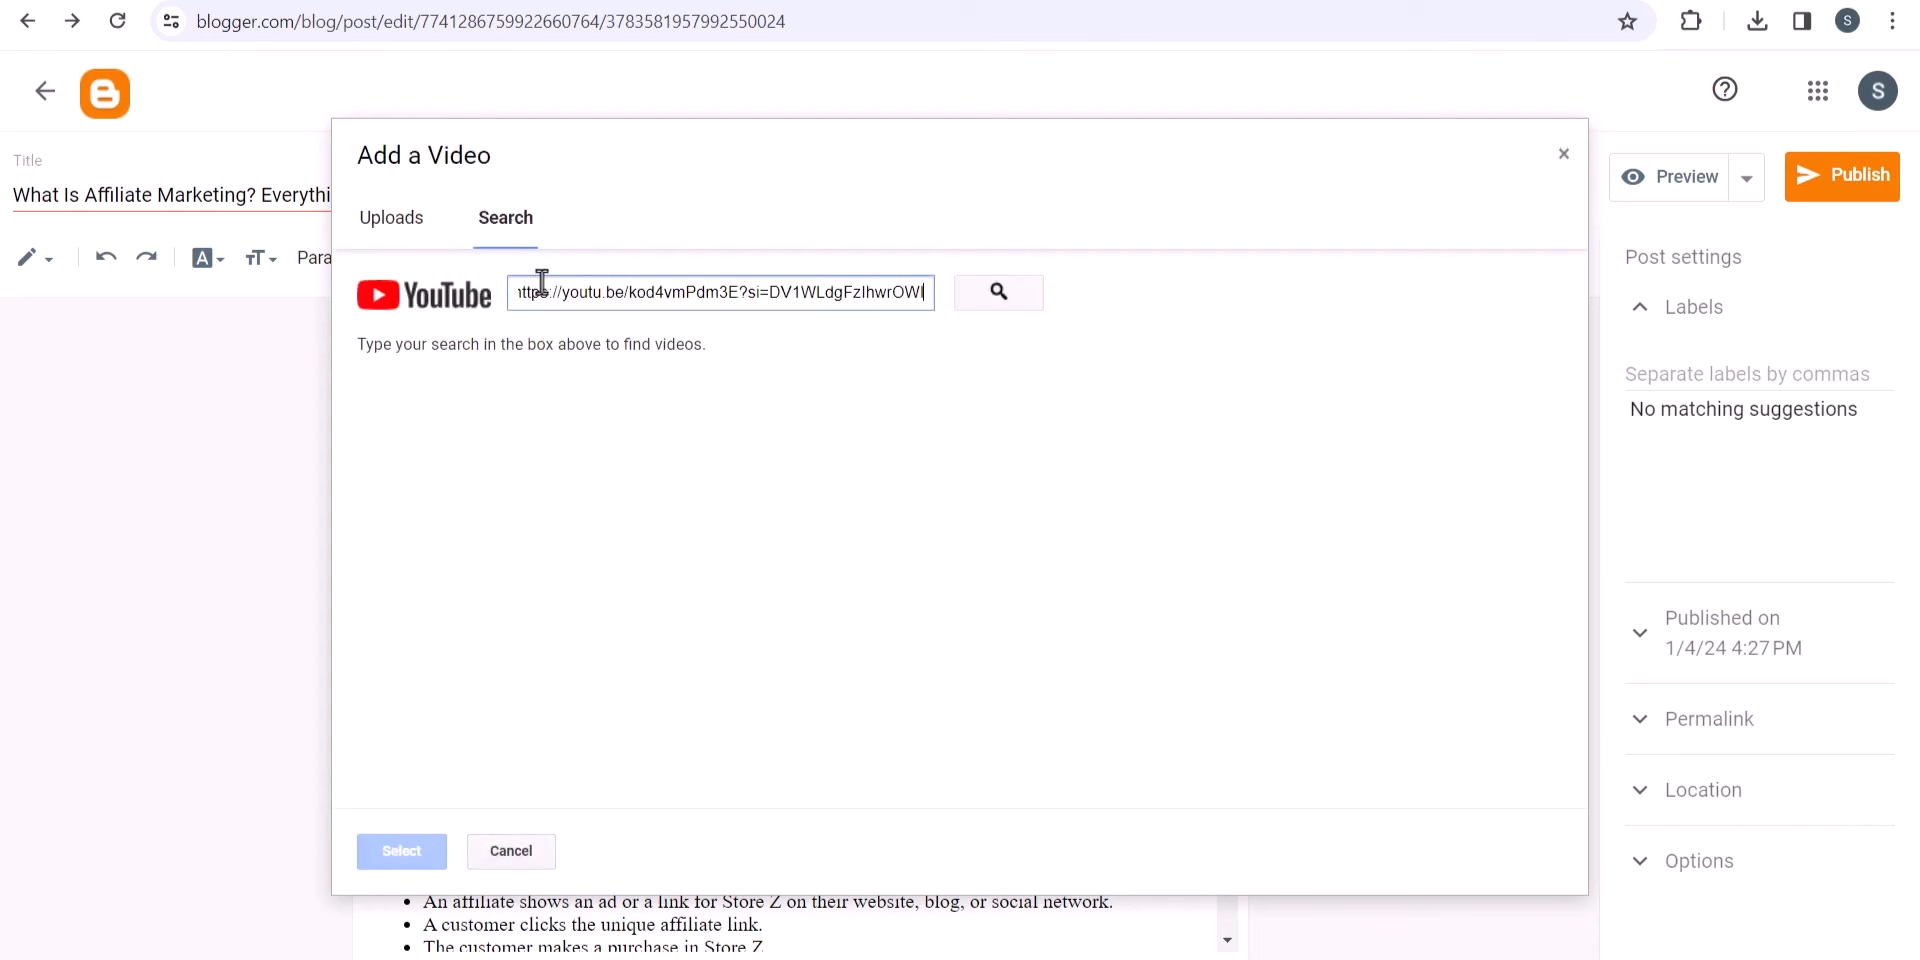 blogger.com/blog/post/edit/7741286759922660764/3783581957992550024
S
S
Title
What Is Affiliate Marketing? Everythi
Para
Add a Video
×
Uploads
Search
YouTube
https://youtu.be/kod4vmPdm3E?si=DV1WLdgFzIhwrOWI
Type your search in the box above to find videos.
Select
Cancel
• An affiliate shows an ad or a link for Store Z on their website, blog, or social network.
• A customer clicks the unique affiliate link.
• The customer makes a purchase in Store Z
Preview
Publish
Post settings
Labels
Separate labels by commas
No matching suggestions
Published on
1/4/24 4:27 PM
Permalink
Location
Options